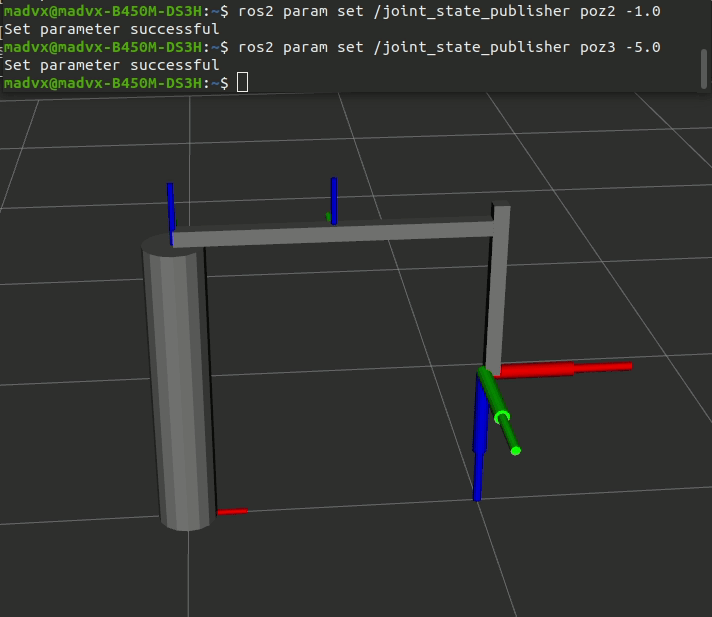 madvx@madvx-B450M-DS3H:~$ ros2 param set /joint_state_publisher poz2 -1.0
Set parameter successful
madvx@madvx-B450M-DS3H:~$ ros2 param set /joint_state_publisher poz3 -5.0
Set parameter successful
madvx@madvx-B450M-DS3H:~$